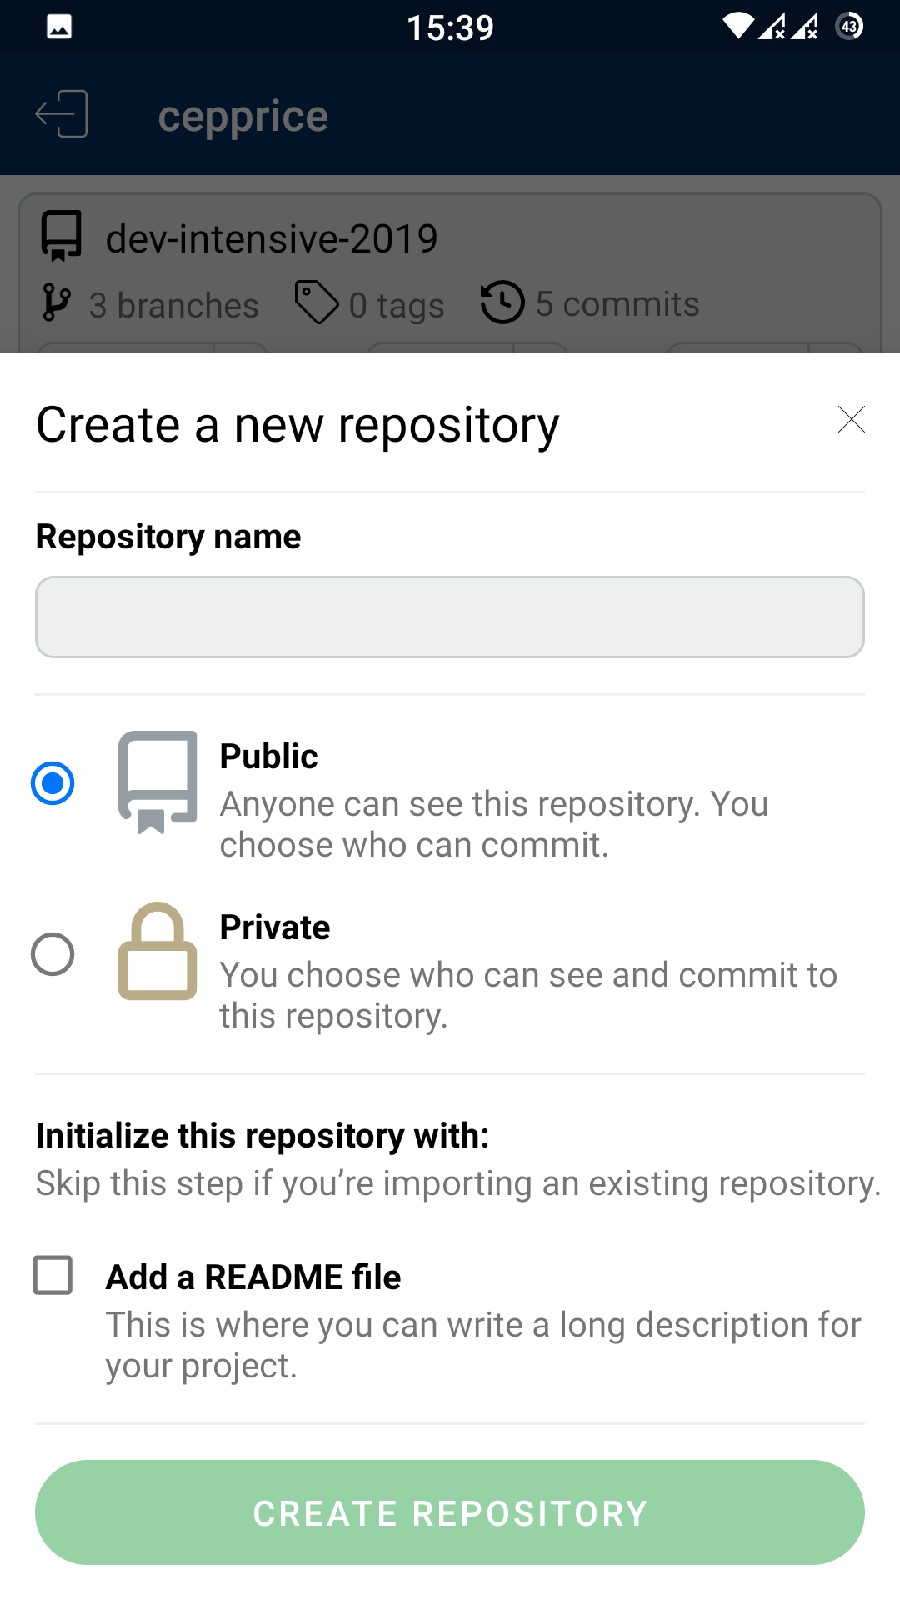 15:39
43
cepprice
dev-intensive-2019
3 branches 0 tags 5 commits
Create a new repository
Repository name
Public
Anyone can see this repository. You
choose who can commit.
Private
You choose who can see and commit to
this repository.
Initialize this repository with:
Skip this step if you’re importing an existing repository.
Add a README file
This is where you can write a long description for
your project.
CREATE REPOSITORY